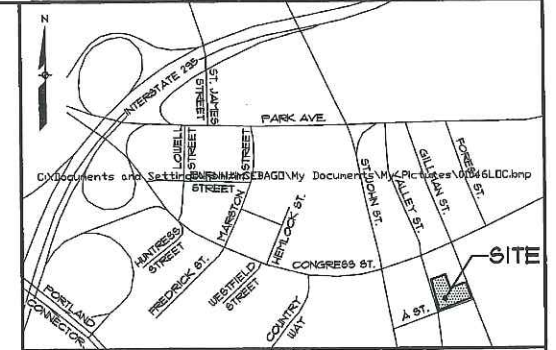 N
INTERSTATE 295
ST. JAMES
STREET
PARK AVE.
LOWELL
STREET
STREET
STREET
MARSTON
C:\Documents and Settings\SEBAGO\My Documents\My Pictures\01046LOC.bmp
HUNTRESS
STREET
FREDRICK ST.
WESTFIELD
STREET
HEMLOCK ST.
CONGRESS ST.
COUNTRY
WAY
ST. JOHN ST.
VALLEY ST.
GILMAN ST.
FOREST ST.
A ST.
SITE
PORTLAND
CONNECTOR